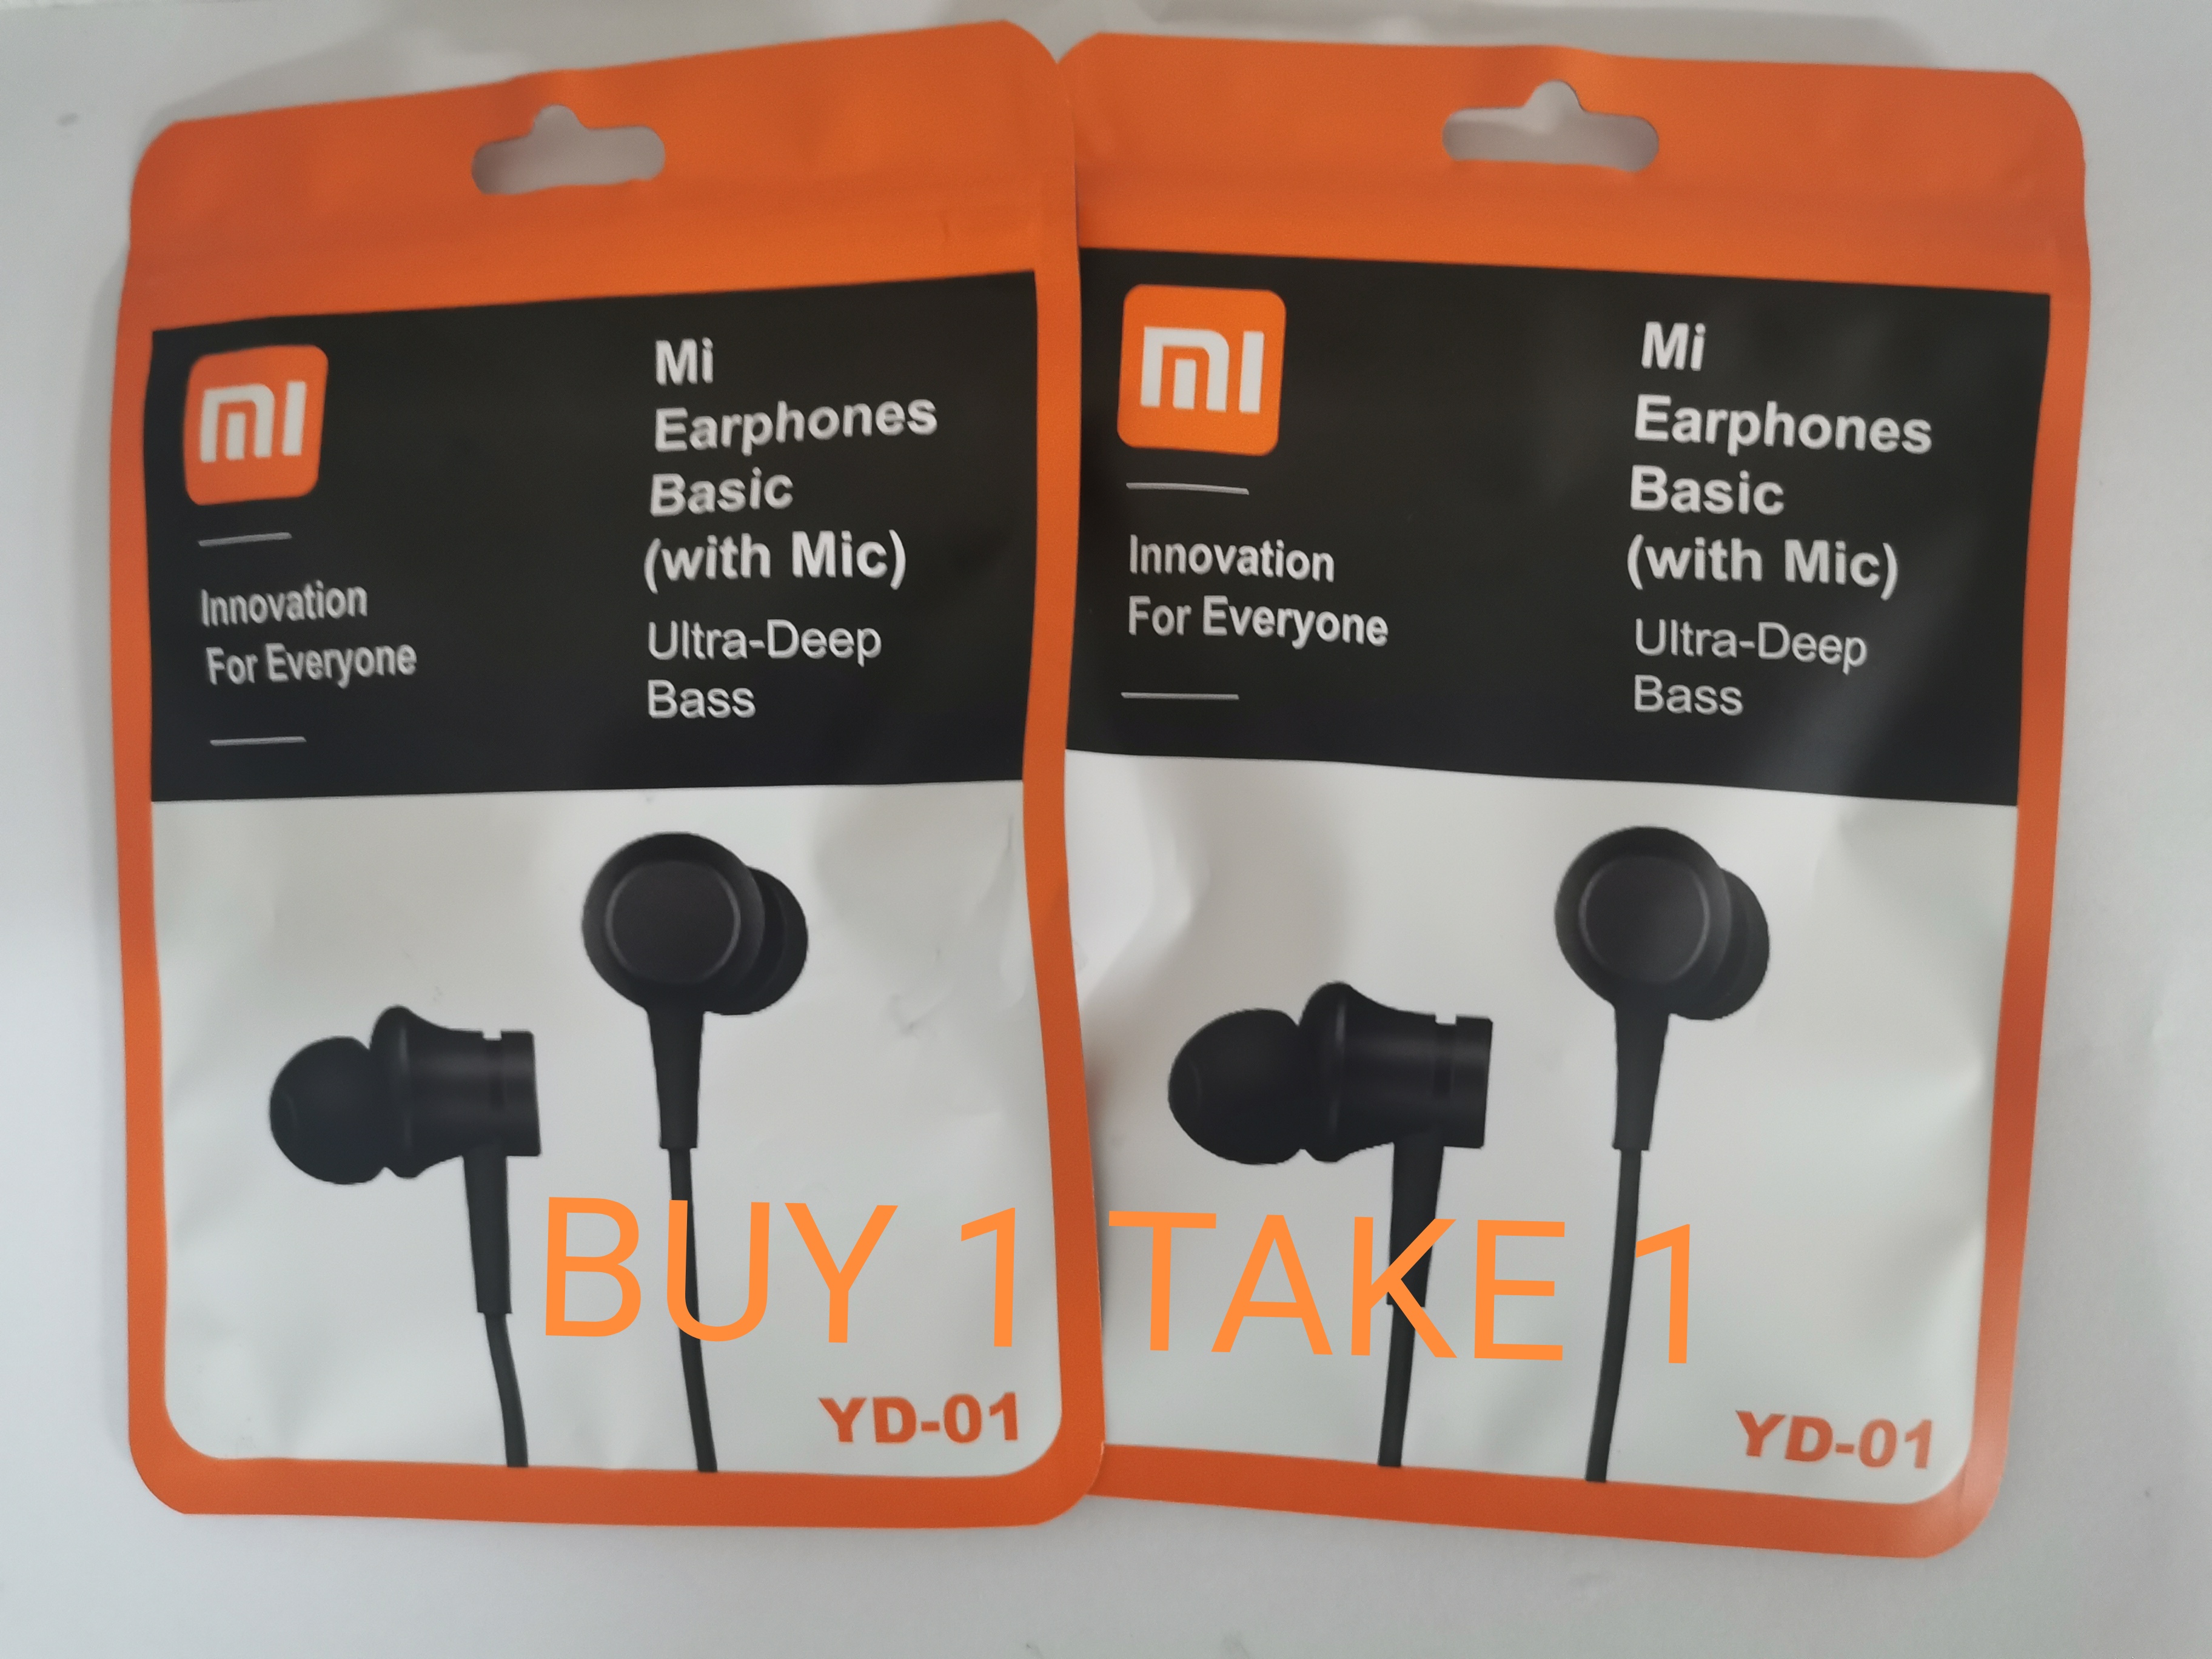 mi
Innovation
For Everyone
Mi
Earphones
Basic
(with Mic)
Ultra-Deep
Bass
YD-01
mi
Innovation
For Everyone
Mi
Earphones
Basic
(with Mic)
Ultra-Deep
Bass
YD-01
BUY 1 TAKE 1